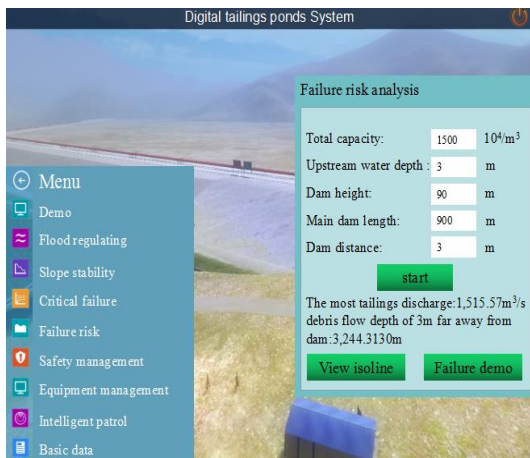 Digital tailings ponds System
Failure risk analysis
Total capacity: 1500 10⁴/m³
Upstream water depth : 3 m
Dam height: 90 m
Main dam length: 900 m
Dam distance: 3 m
start
The most tailings discharge:1,515.57m³/s
debris flow depth of 3m far away from
dam:3,244.3130m
View isoline Failure demo
Menu
Demo
Flood regulating
Slope stability
Critical failure
Failure risk
Safety management
Equipment management
Intelligent patrol
Basic data